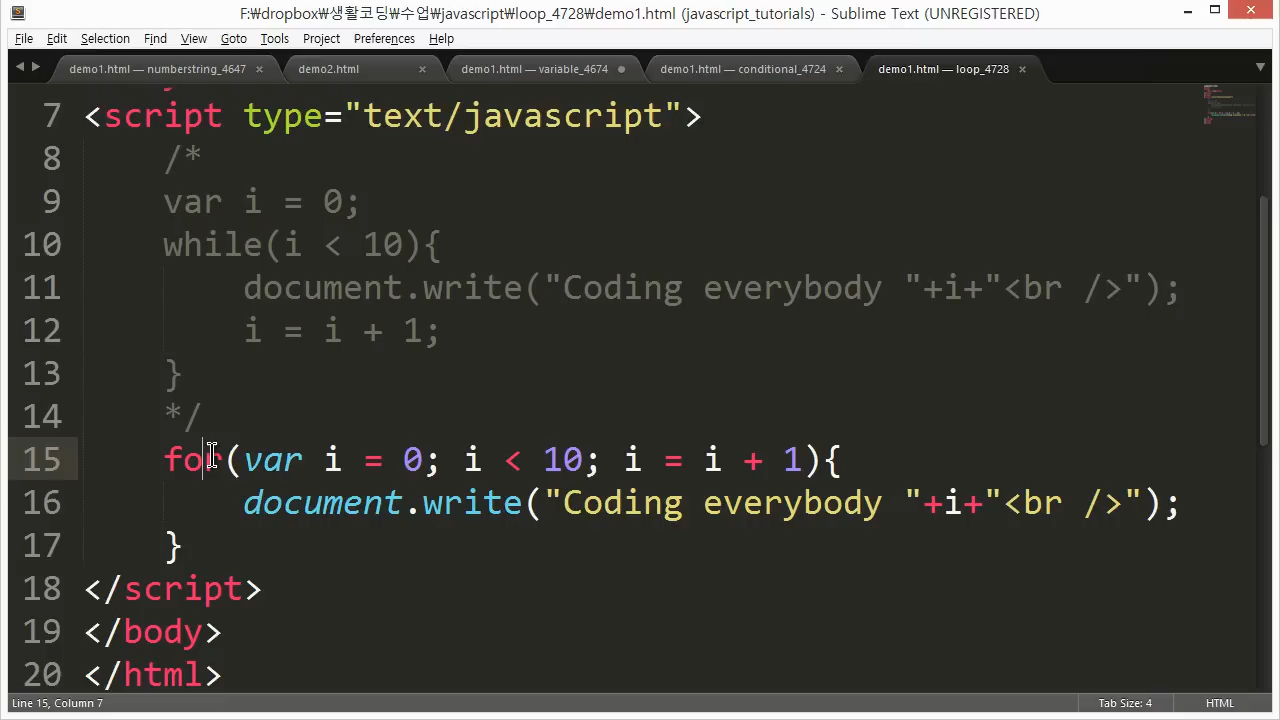 F:\dropbox\생활코딩\수업\javascript\loop_4728\demo1.html (javascript_tutorials) - Sublime Text (UNREGISTERED)
File Edit Selection Find View Goto Tools Project Preferences Help
demo1.html — numberstring_4647 demo2.html demo1.html — variable_4674 demo1.html — conditional_4724 demo1.html — loop_4728
7 <script type="text/javascript">
8 /*
9 var i = 0;
10 while(i < 10){
11 document.write("Coding everybody "+i+"<br />");
12 i = i + 1;
13 }
14 */
15 for(var i = 0; i < 10; i = i + 1){
16 document.write("Coding everybody "+i+"<br />");
17 }
18 </script>
19 </body>
20 </html>
Line 15, Column 7 Tab Size: 4 HTML